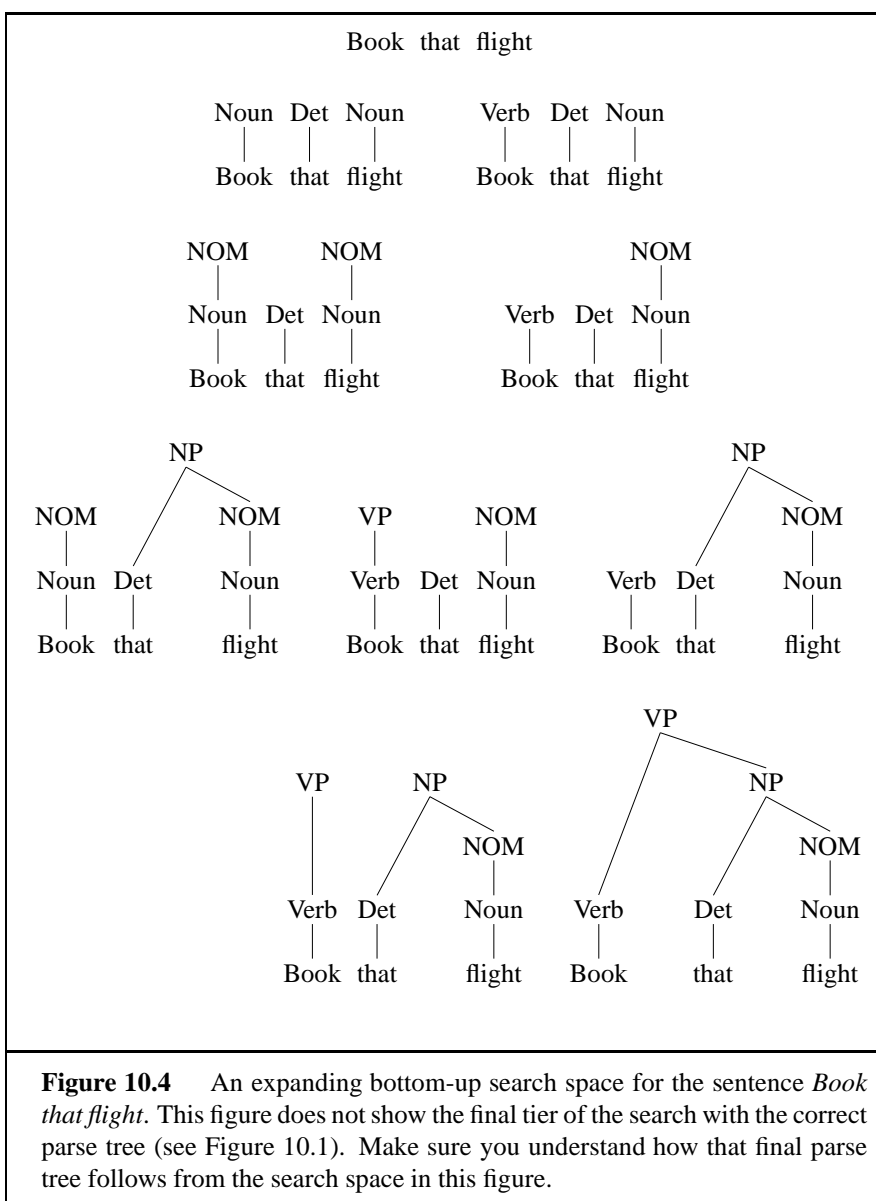 Book that flight
Noun Det Noun Verb Det Noun
Book that flight Book that flight
NOM NOM NOM
Noun Det Noun Verb Det Noun
Book that flight Book that flight
NP NP
NOM NOM VP NOM NOM
Noun Det Noun Verb Det Noun Verb Det Noun
Book that flight Book that flight Book that flight
VP
VP NP NP
NOM NOM
Verb Det Noun Verb Det Noun
Book that flight Book that flight
Figure 10.4 An expanding bottom-up search space for the sentence Book
that flight. This figure does not show the final tier of the search with the correct
parse tree (see Figure 10.1). Make sure you understand how that final parse
tree follows from the search space in this figure.